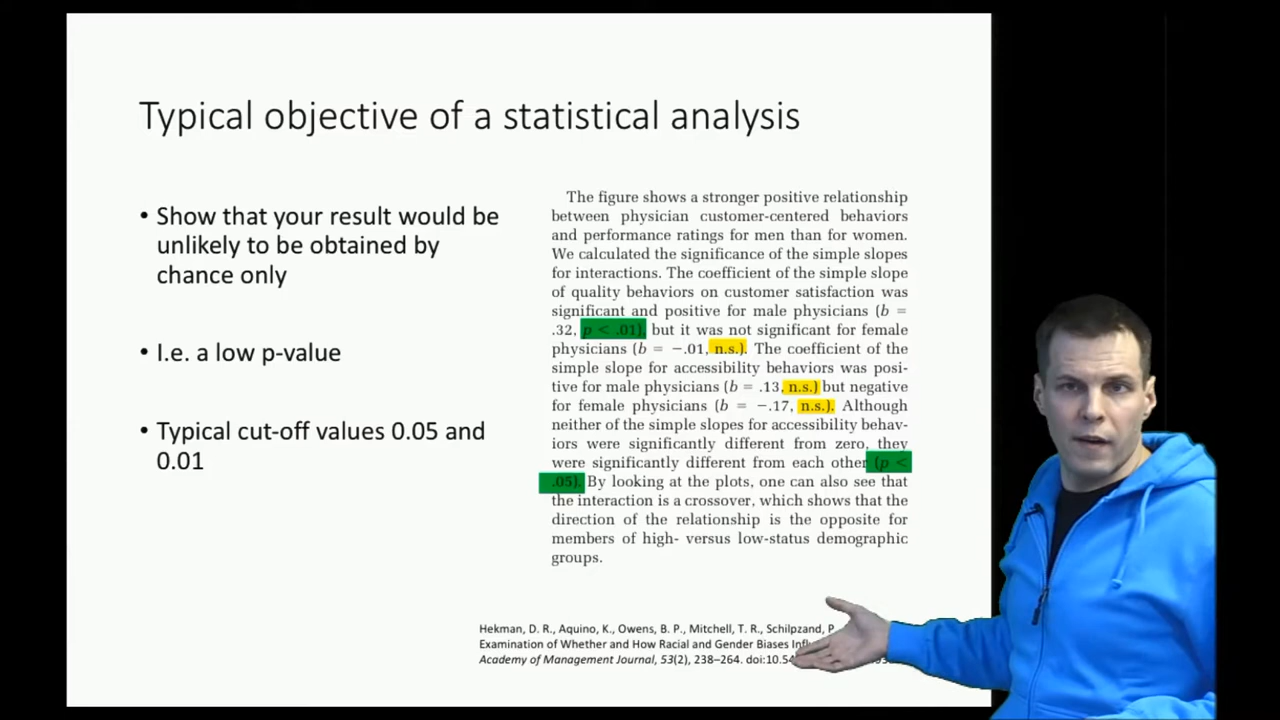 Typical objective of a statistical analysis
• Show that your result would be
unlikely to be obtained by
chance only
• I.e. a low p-value
• Typical cut-off values 0.05 and
0.01
The figure shows a stronger positive relationship
between physician customer-centered behaviors
and performance ratings for men than for women.
We calculated the significance of the simple slopes
for interactions. The coefficient of the simple slope
of quality behaviors on customer satisfaction was
significant and positive for male physicians (b =
.32, p < .01), but it was not significant for female
physicians (b = −.01, n.s.). The coefficient of the
simple slope for accessibility behaviors was posi-
tive for male physicians (b = .13, n.s.) but negative
for female physicians (b = −.17, n.s.). Although
neither of the simple slopes for accessibility behav-
iors were significantly different from zero, they
were significantly different from each other (p <
.05). By looking at the plots, one can also see that
the interaction is a crossover, which shows that the
direction of the relationship is the opposite for
members of high- versus low-status demographic
groups.
Hekman, D. R., Aquino, K., Owens, B. P., Mitchell, T. R., Schilpzand, P.
Examination of Whether and How Racial and Gender Biases
Academy of Management Journal, 53(2), 238–264.